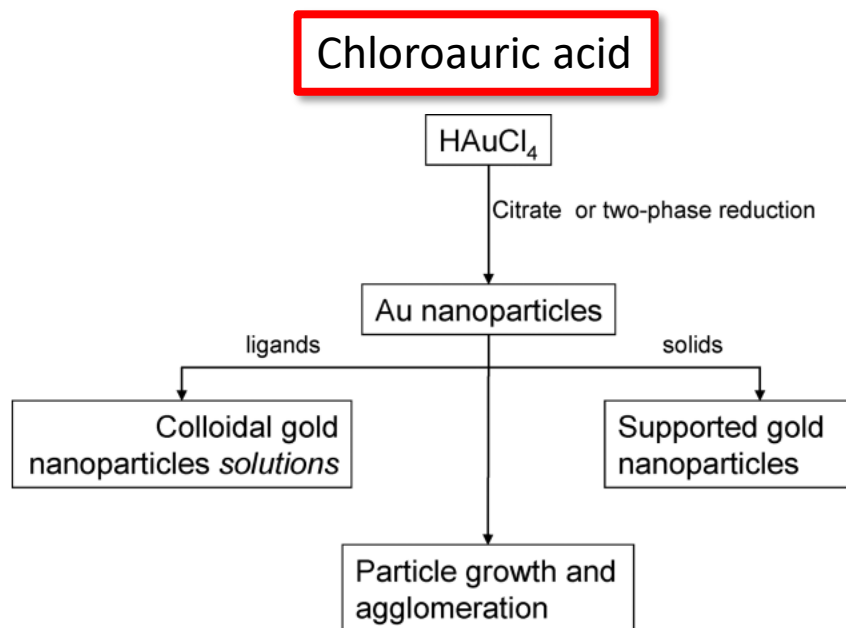 Chloroauric acid
HAuCl₄
Citrate or two-phase reduction
Au nanoparticles
ligands
solids
Colloidal gold
nanoparticles solutions
Supported gold
nanoparticles
Particle growth and
agglomeration